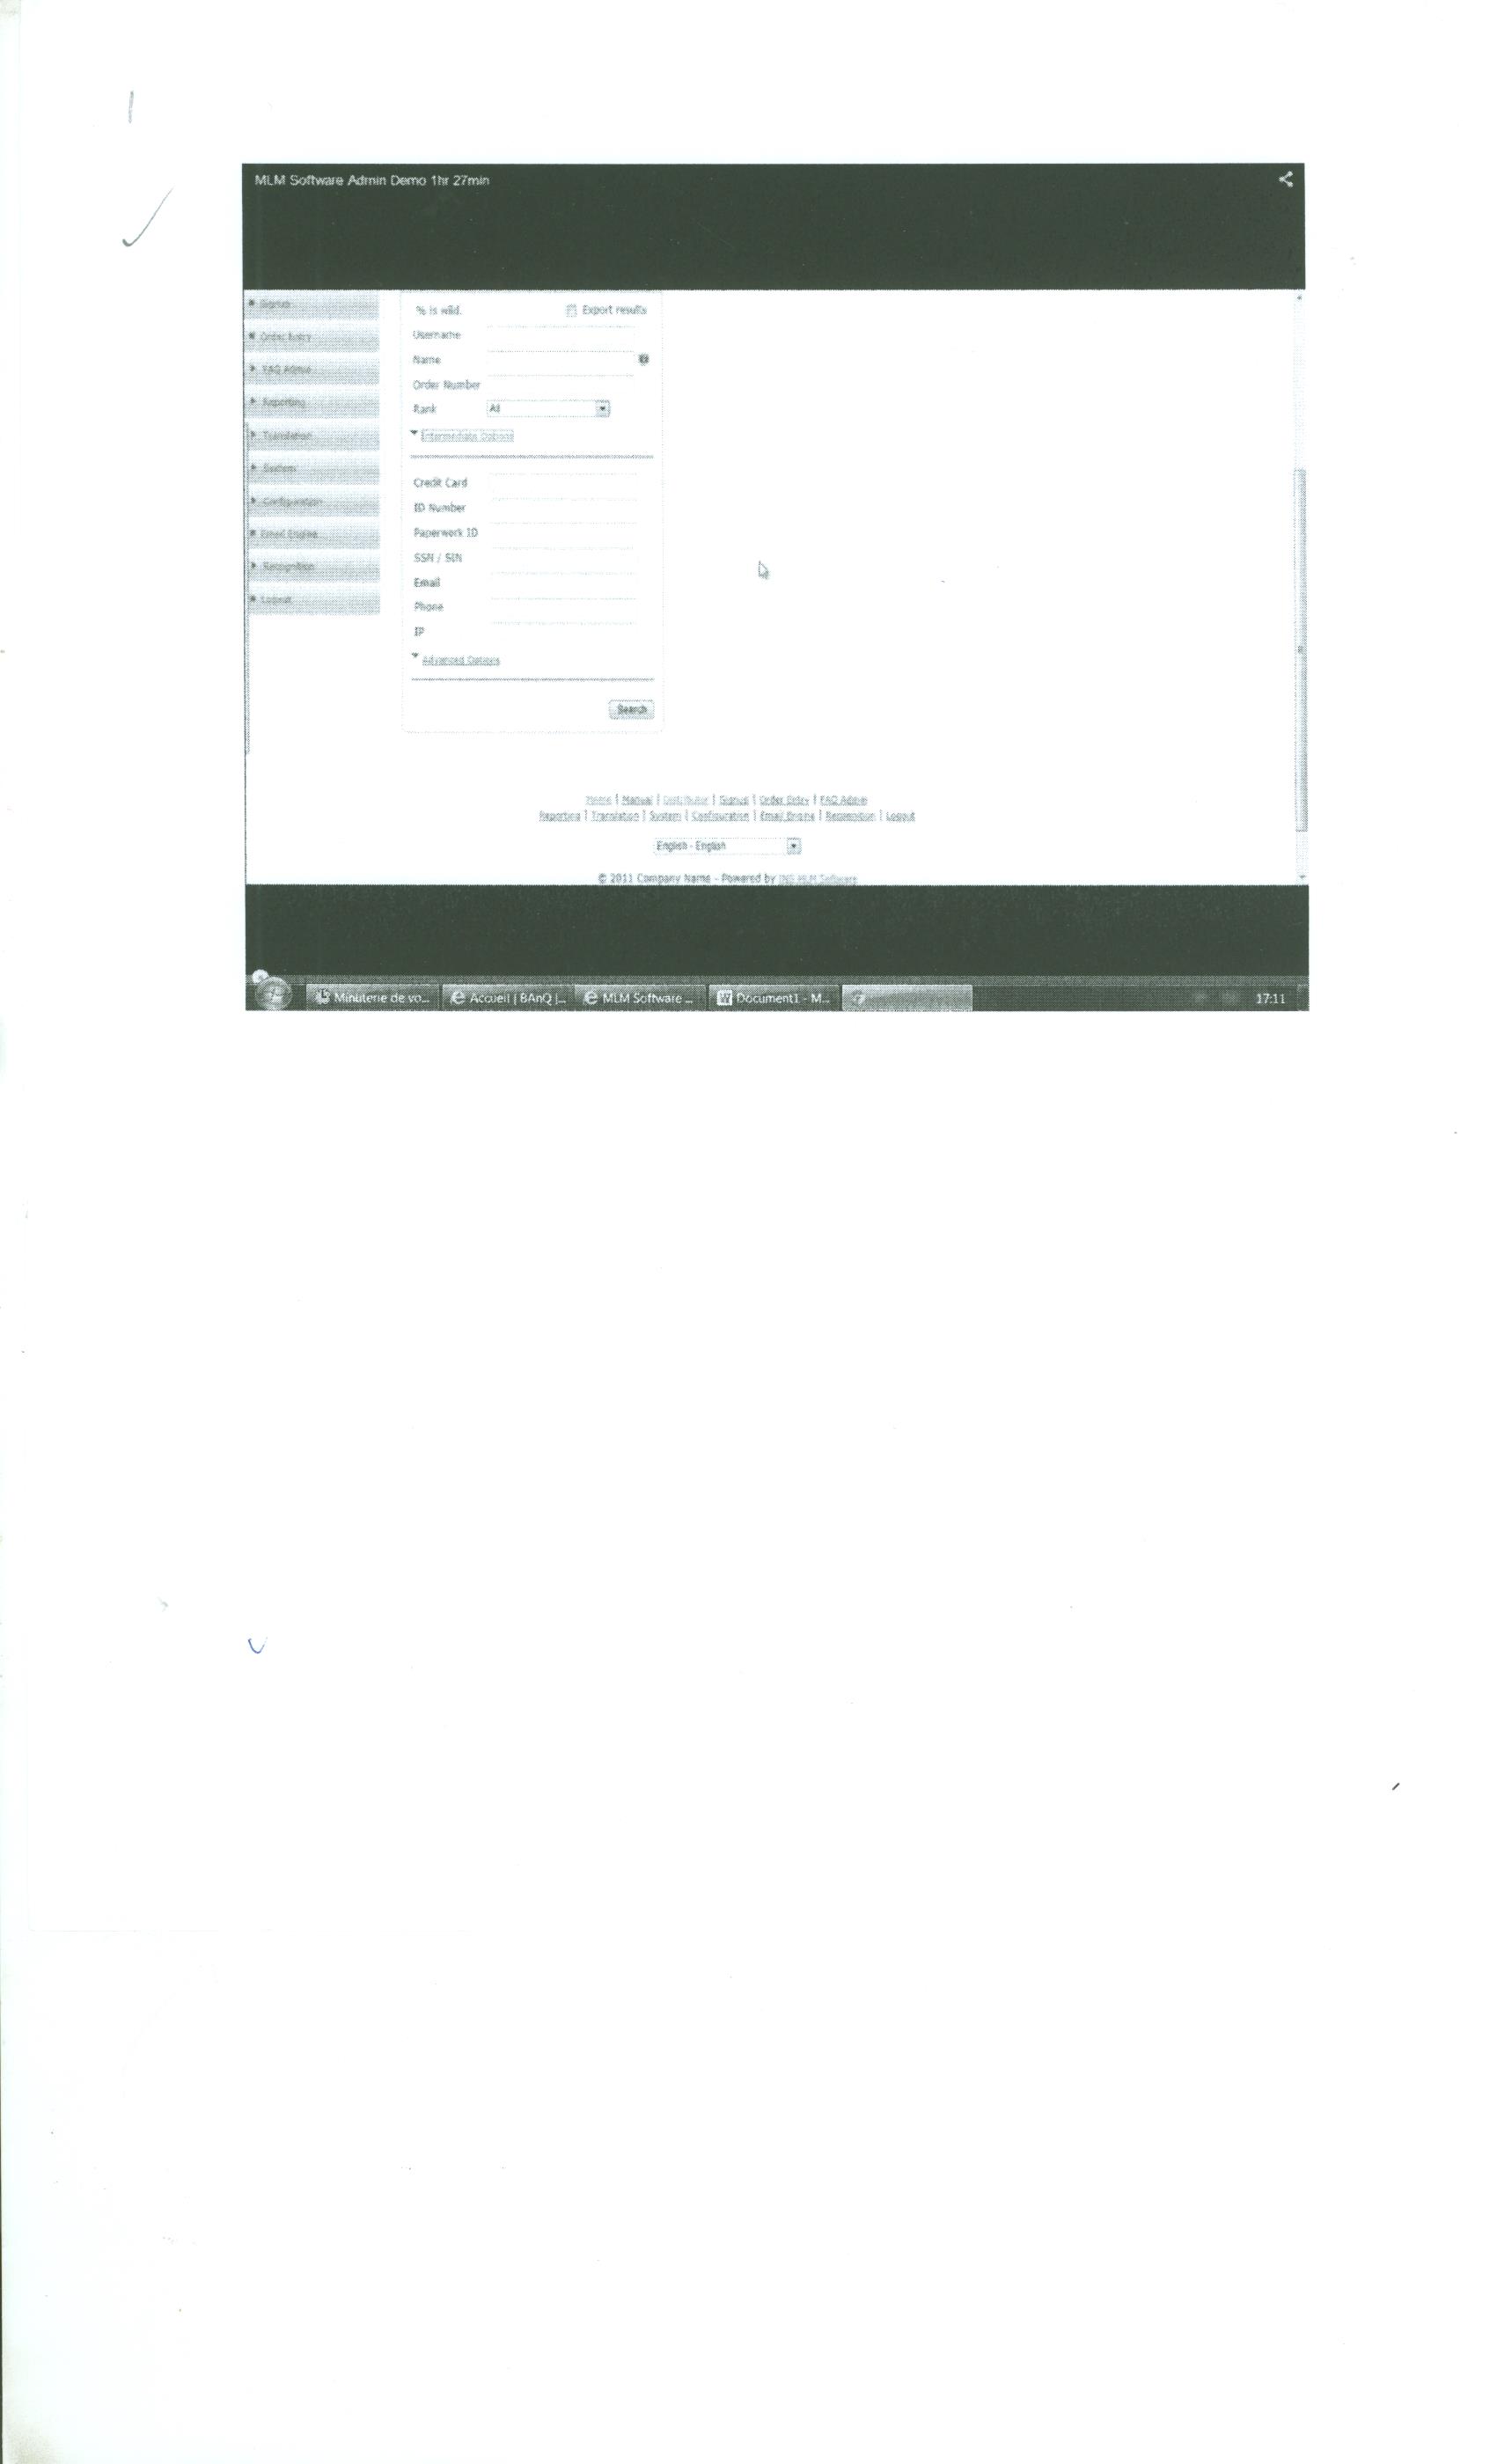 MLM Software Admin Demo 1hr 27min
Signup
Order Entry
FAQ Admin
Reporting
Translation
System
Configuration
Email Engine
Recognition
Logout
% is wild.
Export results
Username
Name
Order Number
Rank
All
Intermediate Options
Credit Card
ID Number
Paperwork ID
SSN / SIN
Email
Phone
IP
Advanced Options
Search
Home | Manual | Distributor | Signup | Order Entry | FAQ Admin
Reporting | Translation | System | Configuration | Email Engine | Recognition | Logout
English - English
© 2011 Company Name - Powered by MLM Software
Minuterie de vo...
Accueil | BAnQ |...
MLM Software ...
Document1 - M...
17:11